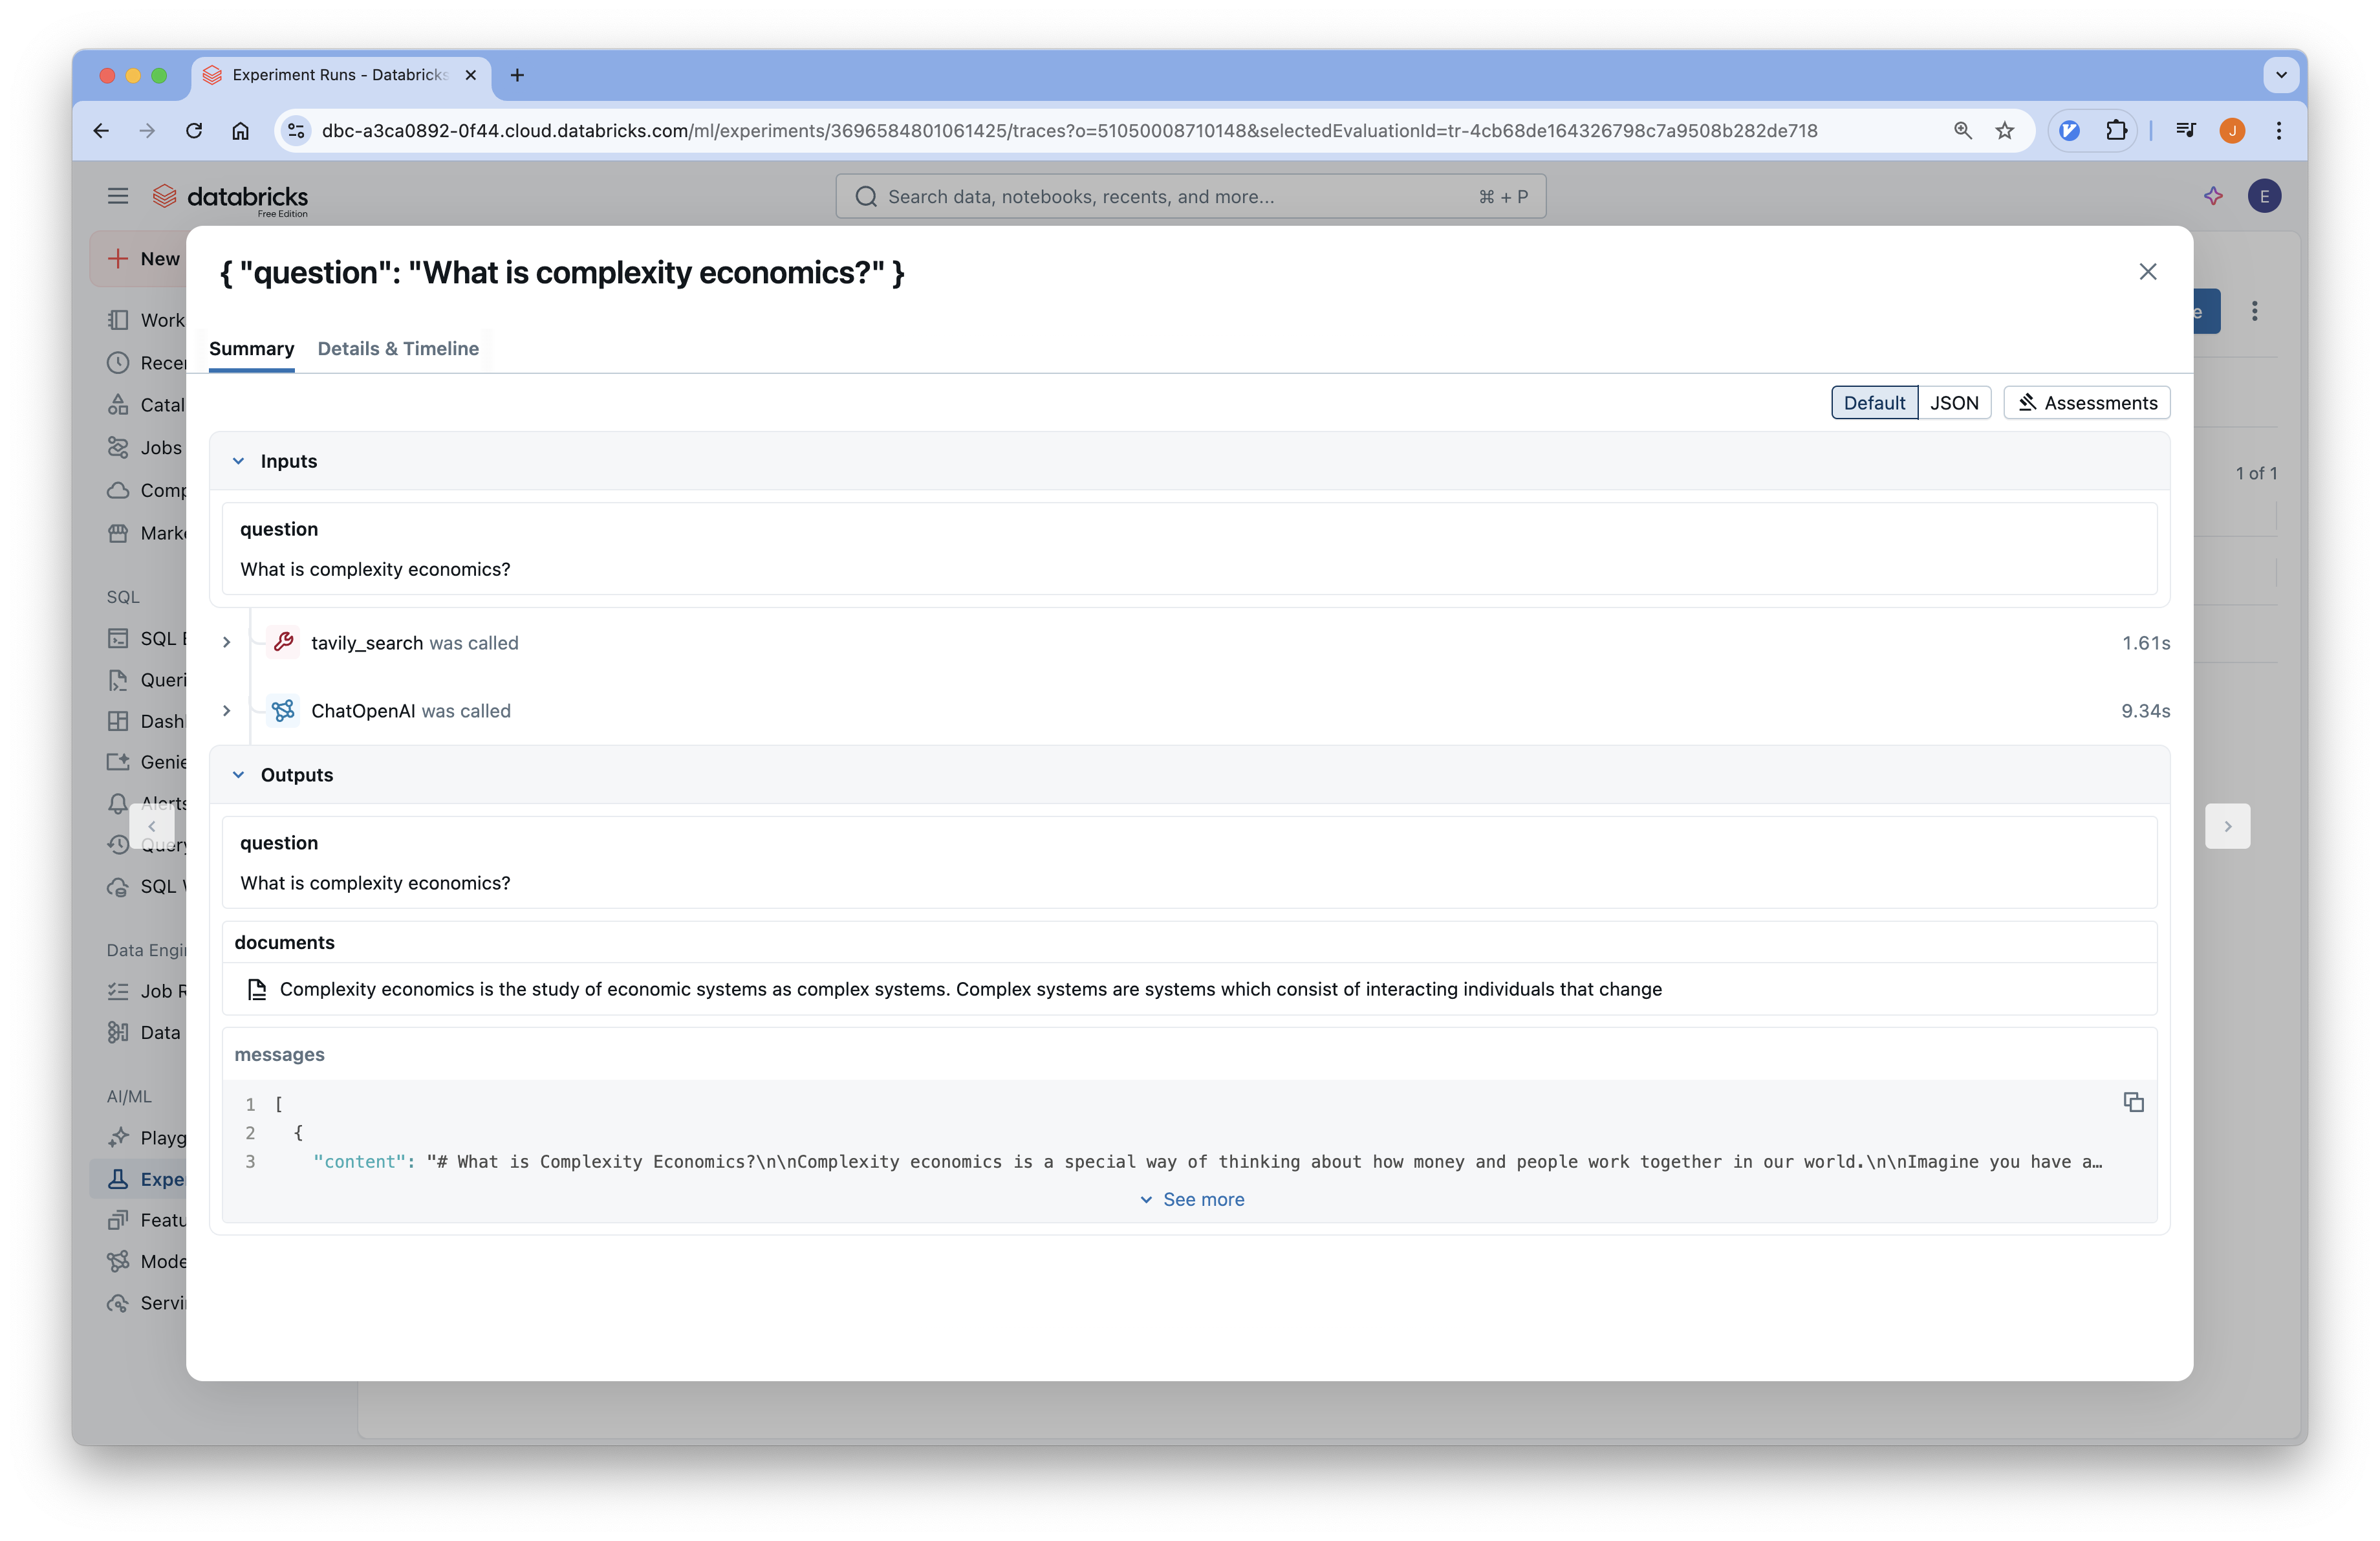 Experiment Runs - Databricks
dbc-a3ca0892-0f44.cloud.databricks.com/ml/experiments/3696584801061425/traces?o=51050008710148&selectedEvaluationId=tr-4cb68de164326798c7a9508b282de718
J
databricks
Free Edition
Search data, notebooks, recents, and more...
⌘ + P
E
New
{ "question": "What is complexity economics?" }
e
Summary
Details & Timeline
Work
Recen
Catal
Jobs
Comp
Marke
SQL
SQL E
Queri
Dash
Genie
Alerts
Query
SQL W
Data Engi
Job R
Data
AI/ML
Playg
Expe
Featu
Mode
Servi
Default
JSON
Assessments
1 of 1
Inputs
question
What is complexity economics?
tavily_search was called
1.61s
ChatOpenAI was called
9.34s
Outputs
question
What is complexity economics?
documents
Complexity economics is the study of economic systems as complex systems. Complex systems are systems which consist of interacting individuals that change
messages
1 [
2 {
3 "content": "# What is Complexity Economics?\n\nComplexity economics is a special way of thinking about how money and people work together in our world.\n\nImagine you have a…
See more